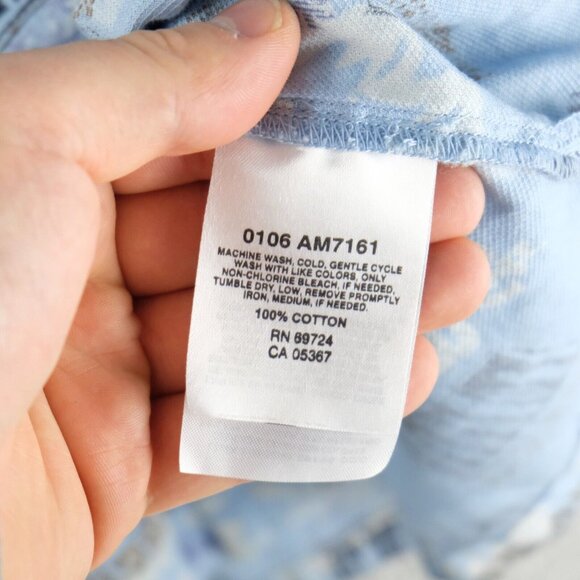 0106 AM7161
MACHINE WASH, COLD, GENTLE CYCLE
WASH WITH LIKE COLORS, ONLY
NON-CHLORINE BLEACH, IF NEEDED,
TUMBLE DRY, LOW, REMOVE PROMPTLY
IRON, MEDIUM, IF NEEDED.
100% COTTON
RN 69724
CA 05367